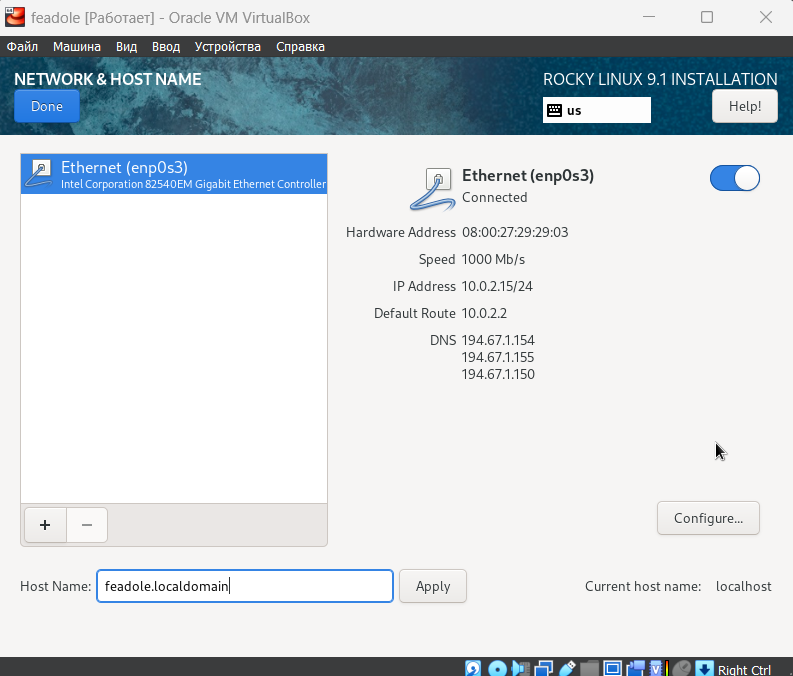 feadole [Работает] - Oracle VM VirtualBox
Файл Машина Вид Ввод Устройства Справка
NETWORK & HOST NAME
ROCKY LINUX 9.1 INSTALLATION
Done
us
Help!
Ethernet (enp0s3)
Intel Corporation 82540EM Gigabit Ethernet Controller
Ethernet (enp0s3)
Connected
Hardware Address 08:00:27:29:29:03
Speed 1000 Mb/s
IP Address 10.0.2.15/24
Default Route 10.0.2.2
DNS 194.67.1.154
194.67.1.155
194.67.1.150
+ −
Configure...
Host Name: feadole.localdomain Apply Current host name: localhost
Right Ctrl